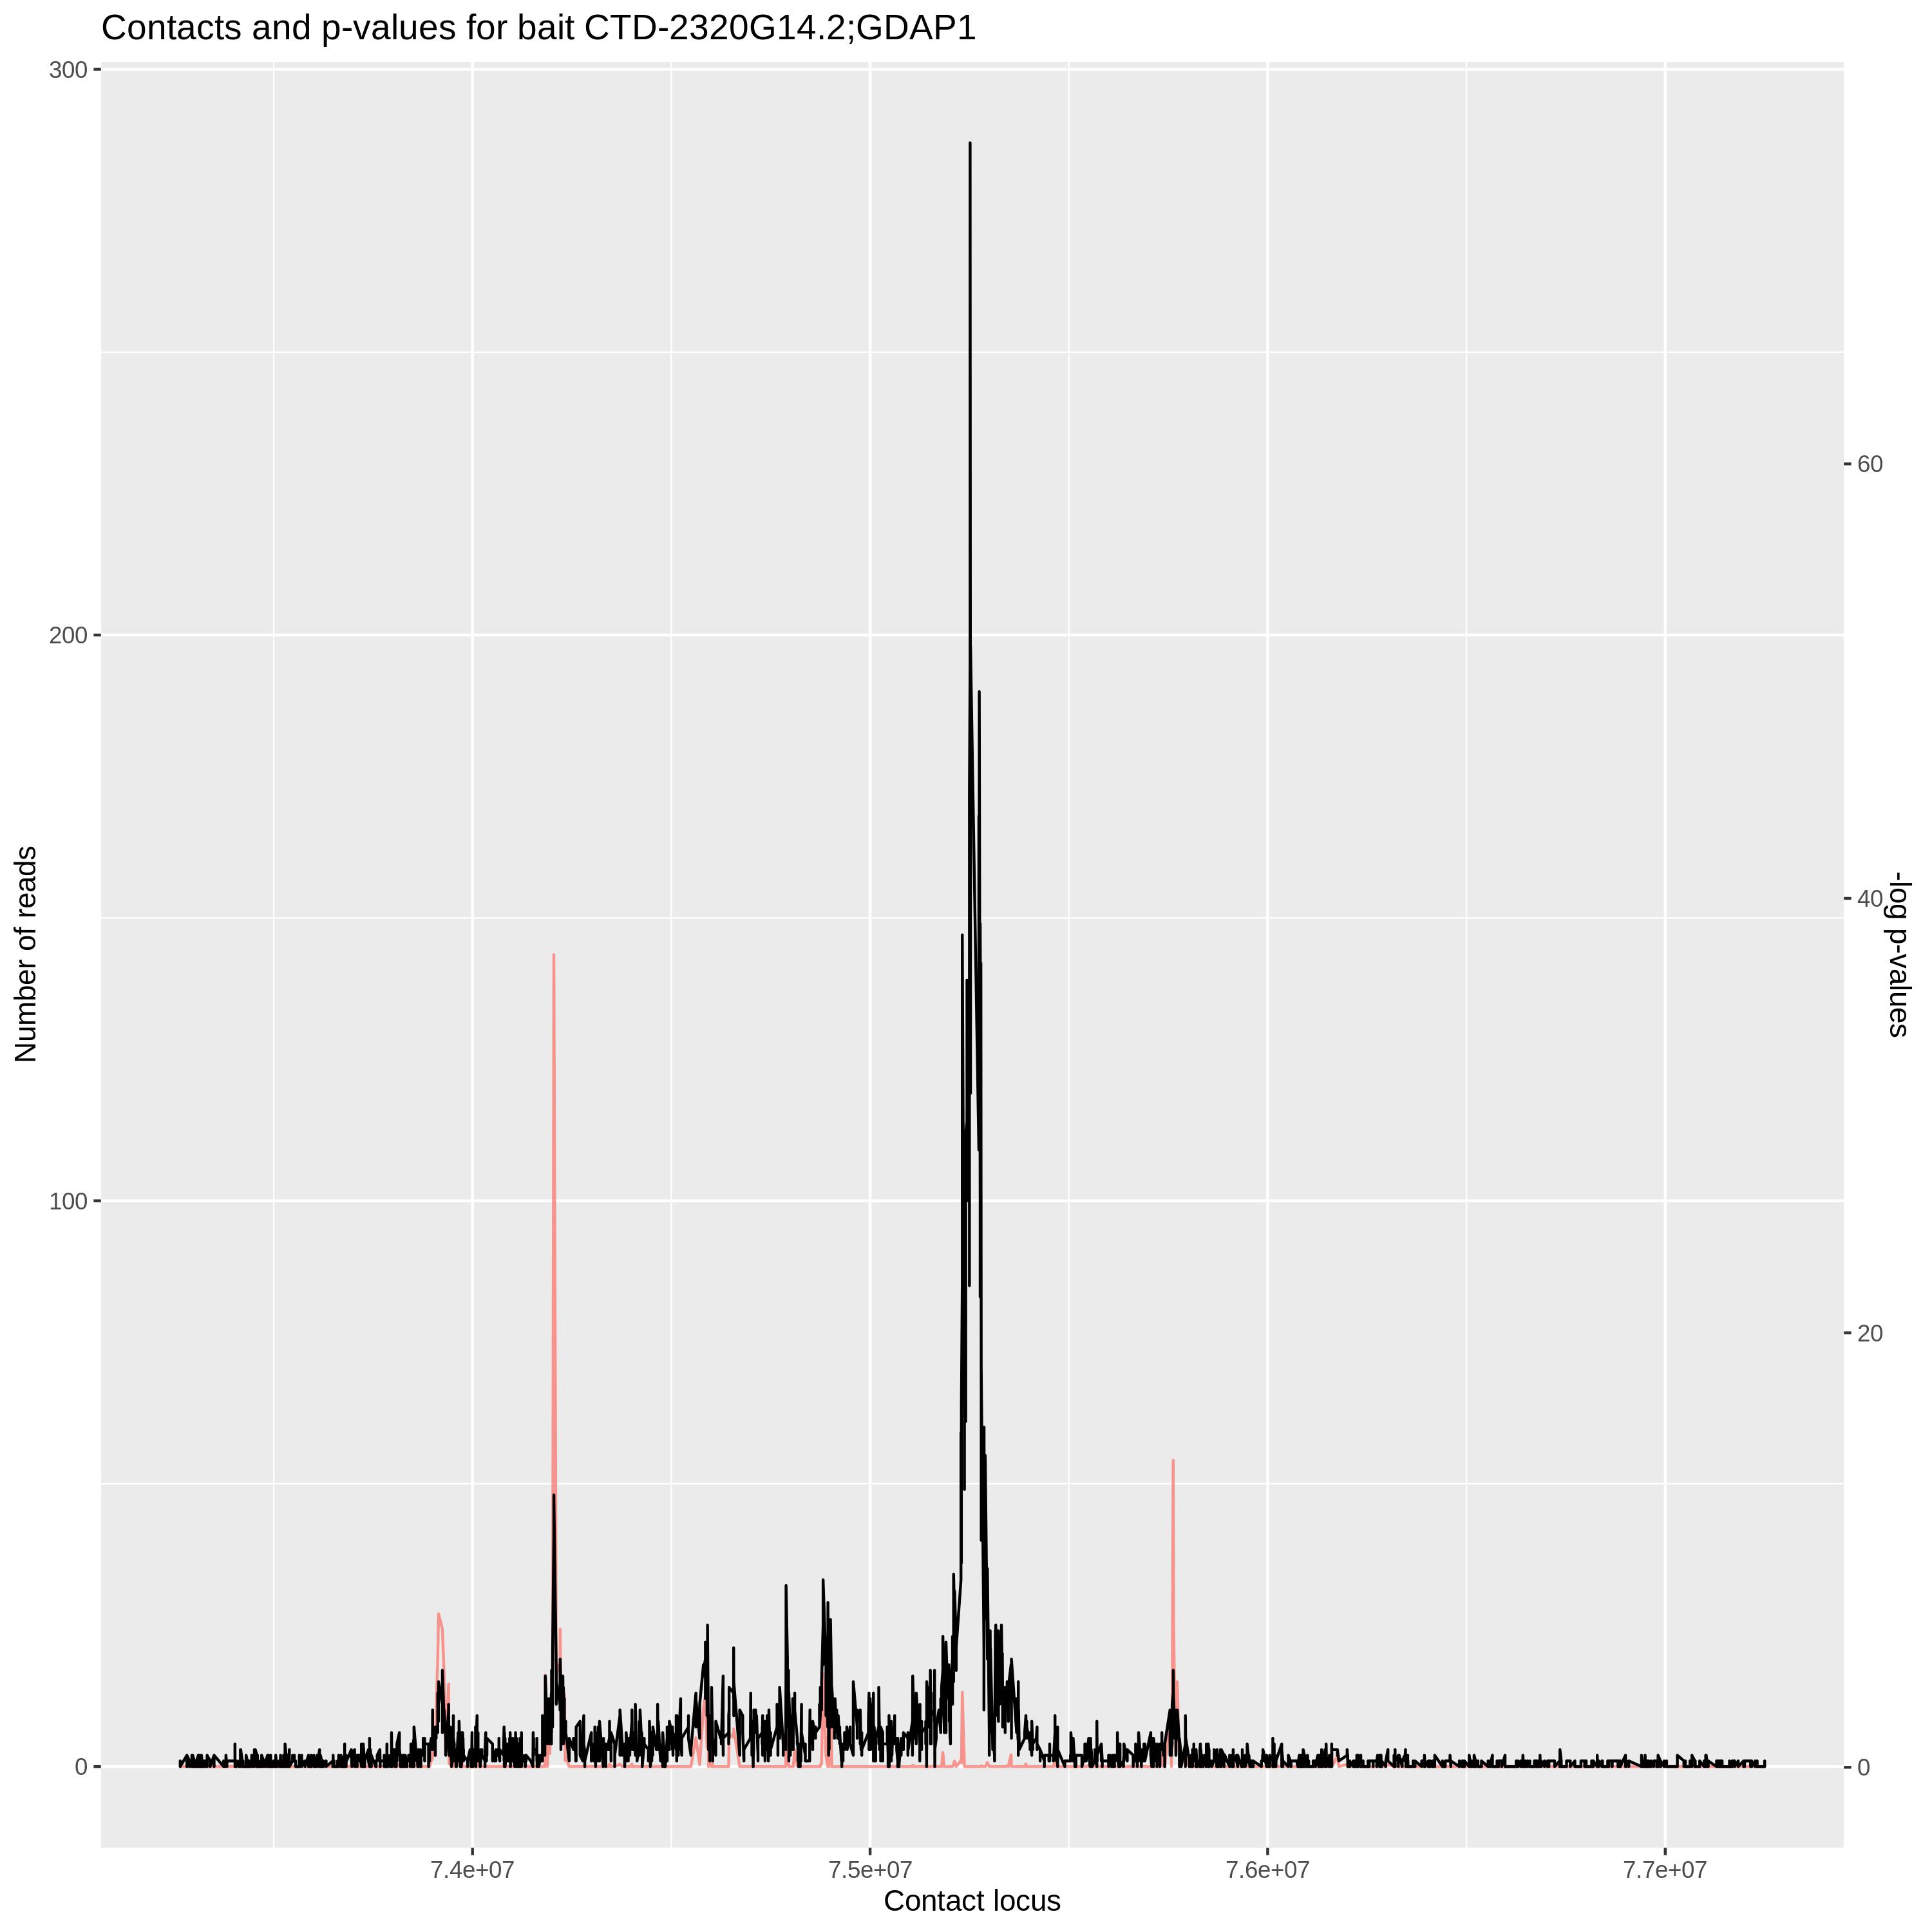 Contacts and p-values for bait CTD-2320G14.2;GDAP1
300
200
100
0
Number of reads
60
40
20
0
-log p-values
7.4e+07
7.5e+07
7.6e+07
7.7e+07
Contact locus